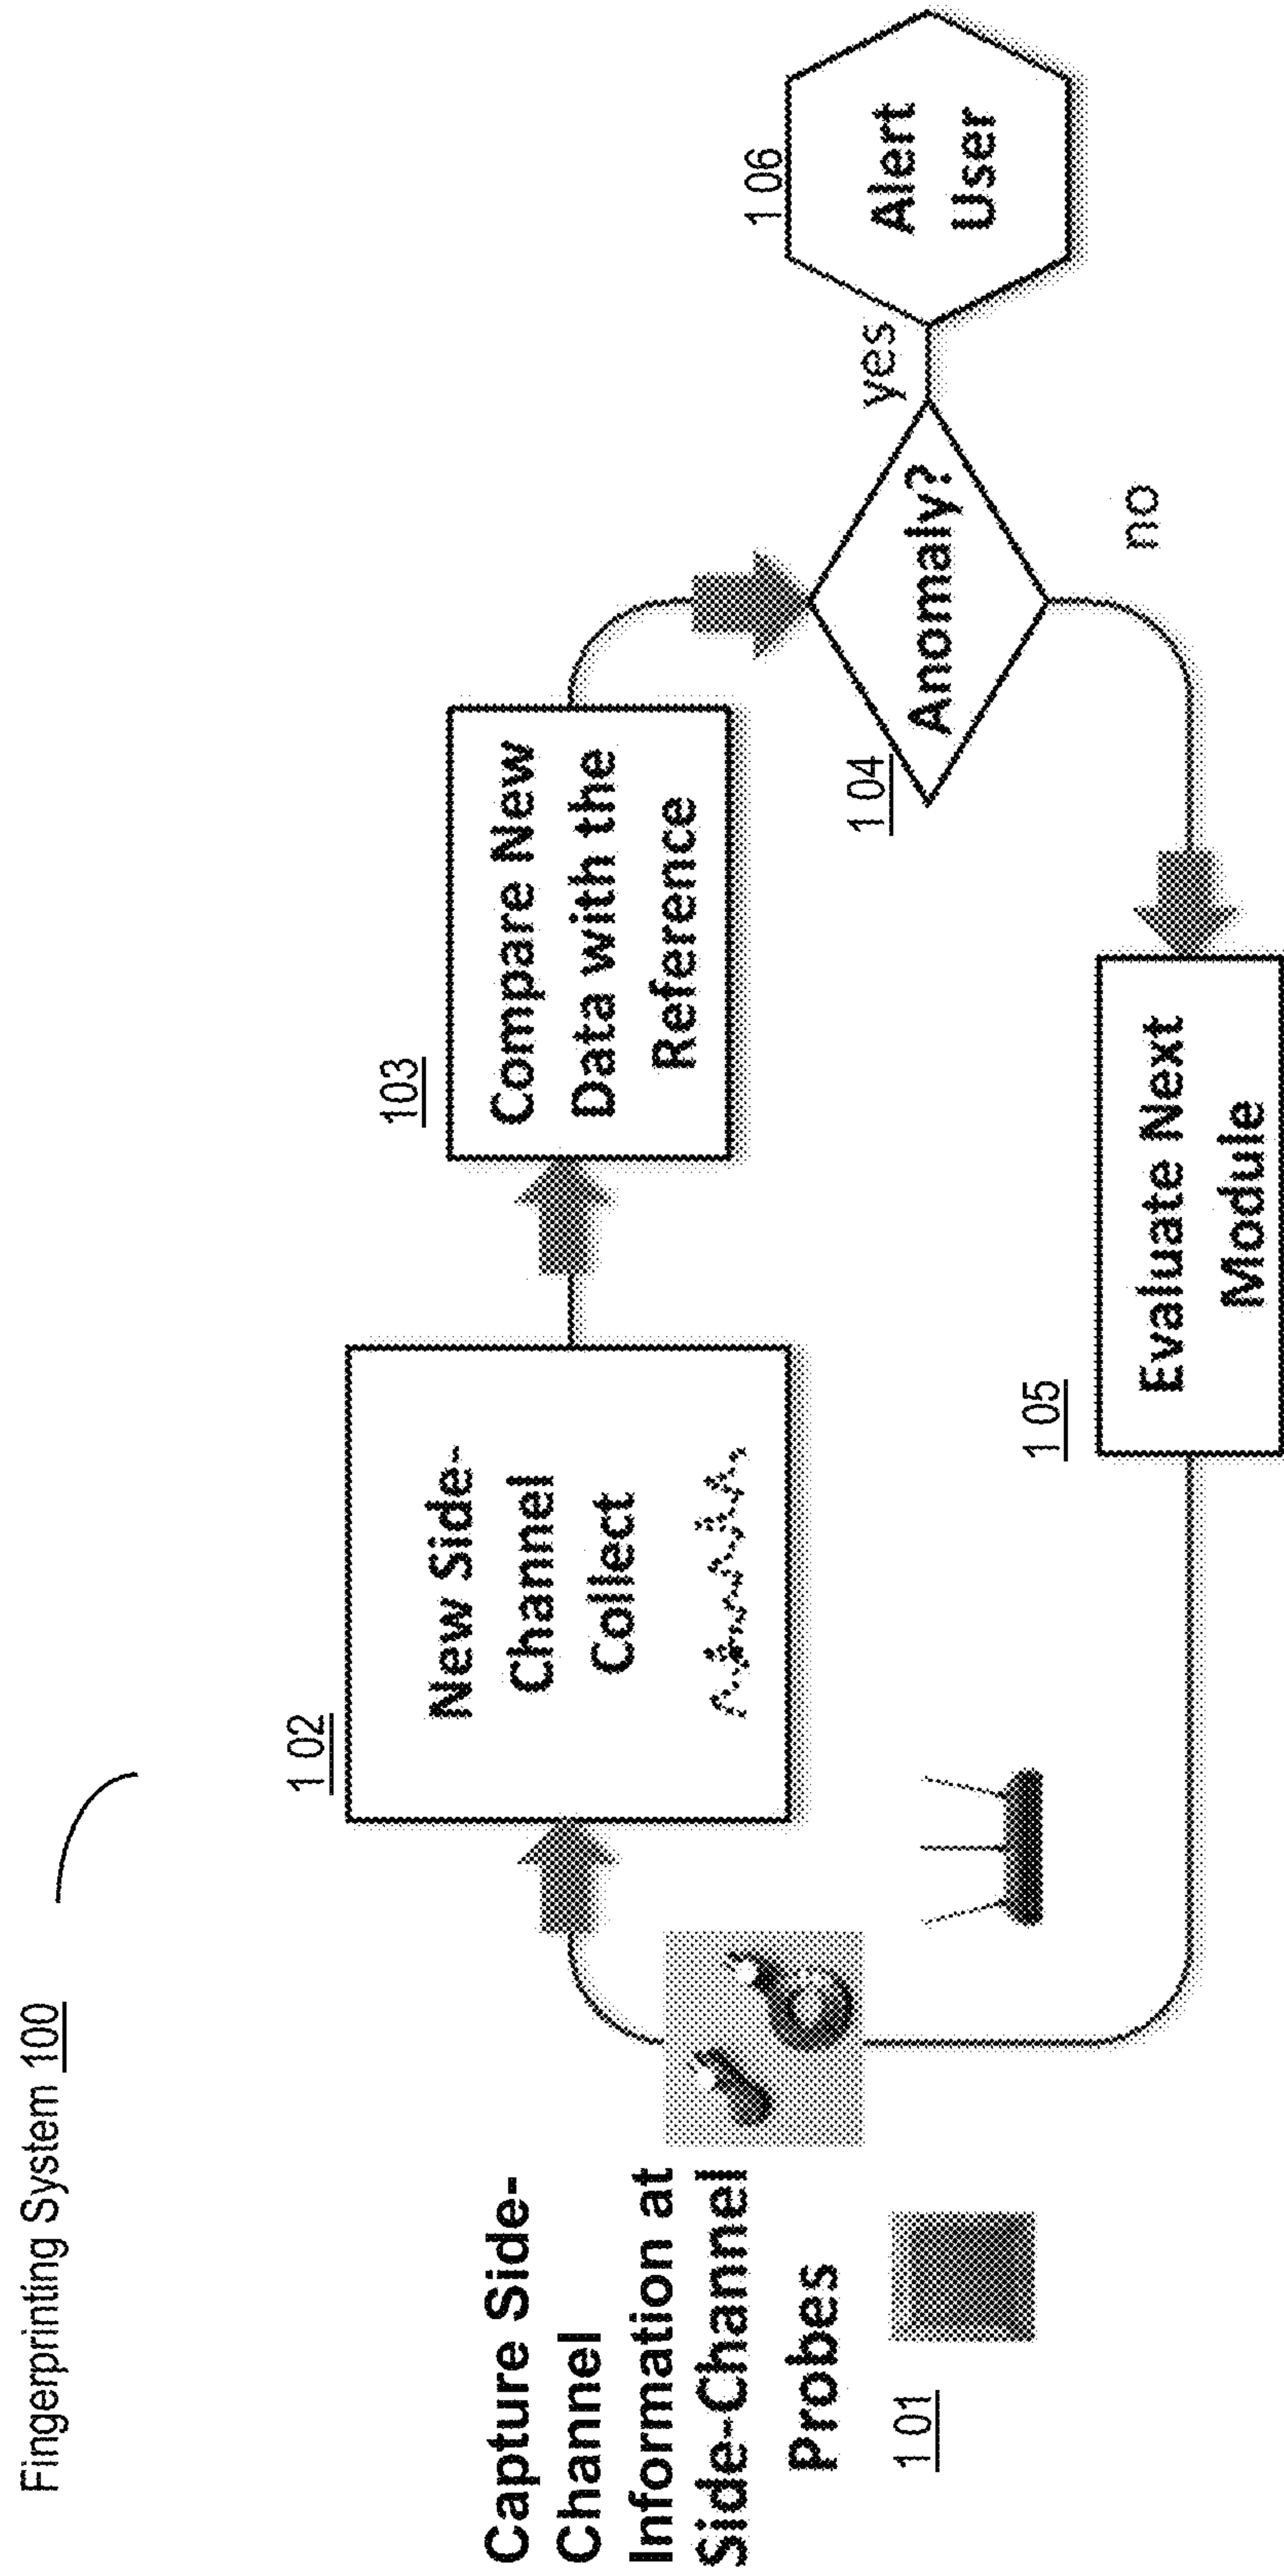 Fingerprinting System 100
Capture Side-
Channel
Information at
Side-Channel
Probes
101
102
New Side-
Channel
Collect
103
Compare New
Data with the
Reference
104
Anomaly?
yes
106
Alert
User
no
105
Evaluate Next
Module